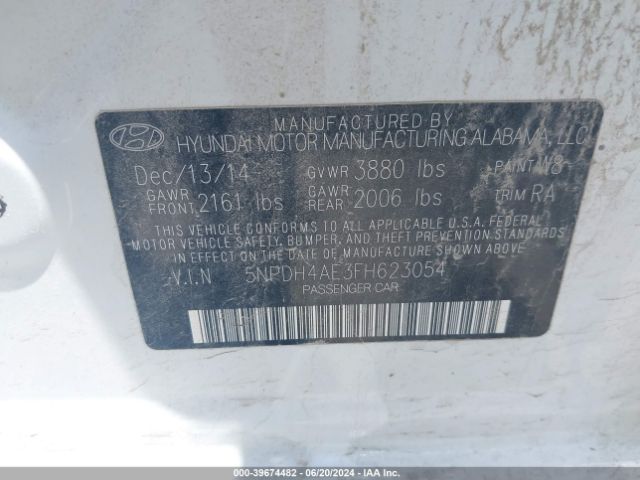 MANUFACTURED BY
HYUNDAI MOTOR MANUFACTURING ALABAMA, LLC
Dec/13/14 GVWR 3880 lbs PAINT W8
GAWR FRONT 2161 lbs GAWR REAR 2006 lbs TRIM RA
THIS VEHICLE CONFORMS TO ALL APPLICABLE U.S.A. FEDERAL
MOTOR VEHICLE SAFETY, BUMPER, AND THEFT PREVENTION
STANDARDS IN EFFECT ON THE DATE OF MANUFACTURE SHOWN ABOVE.
V.I.N 5NPDH4AE3FH623054
PASSENGER CAR
000-39674482 - 06/20/2024 - IAA Inc.